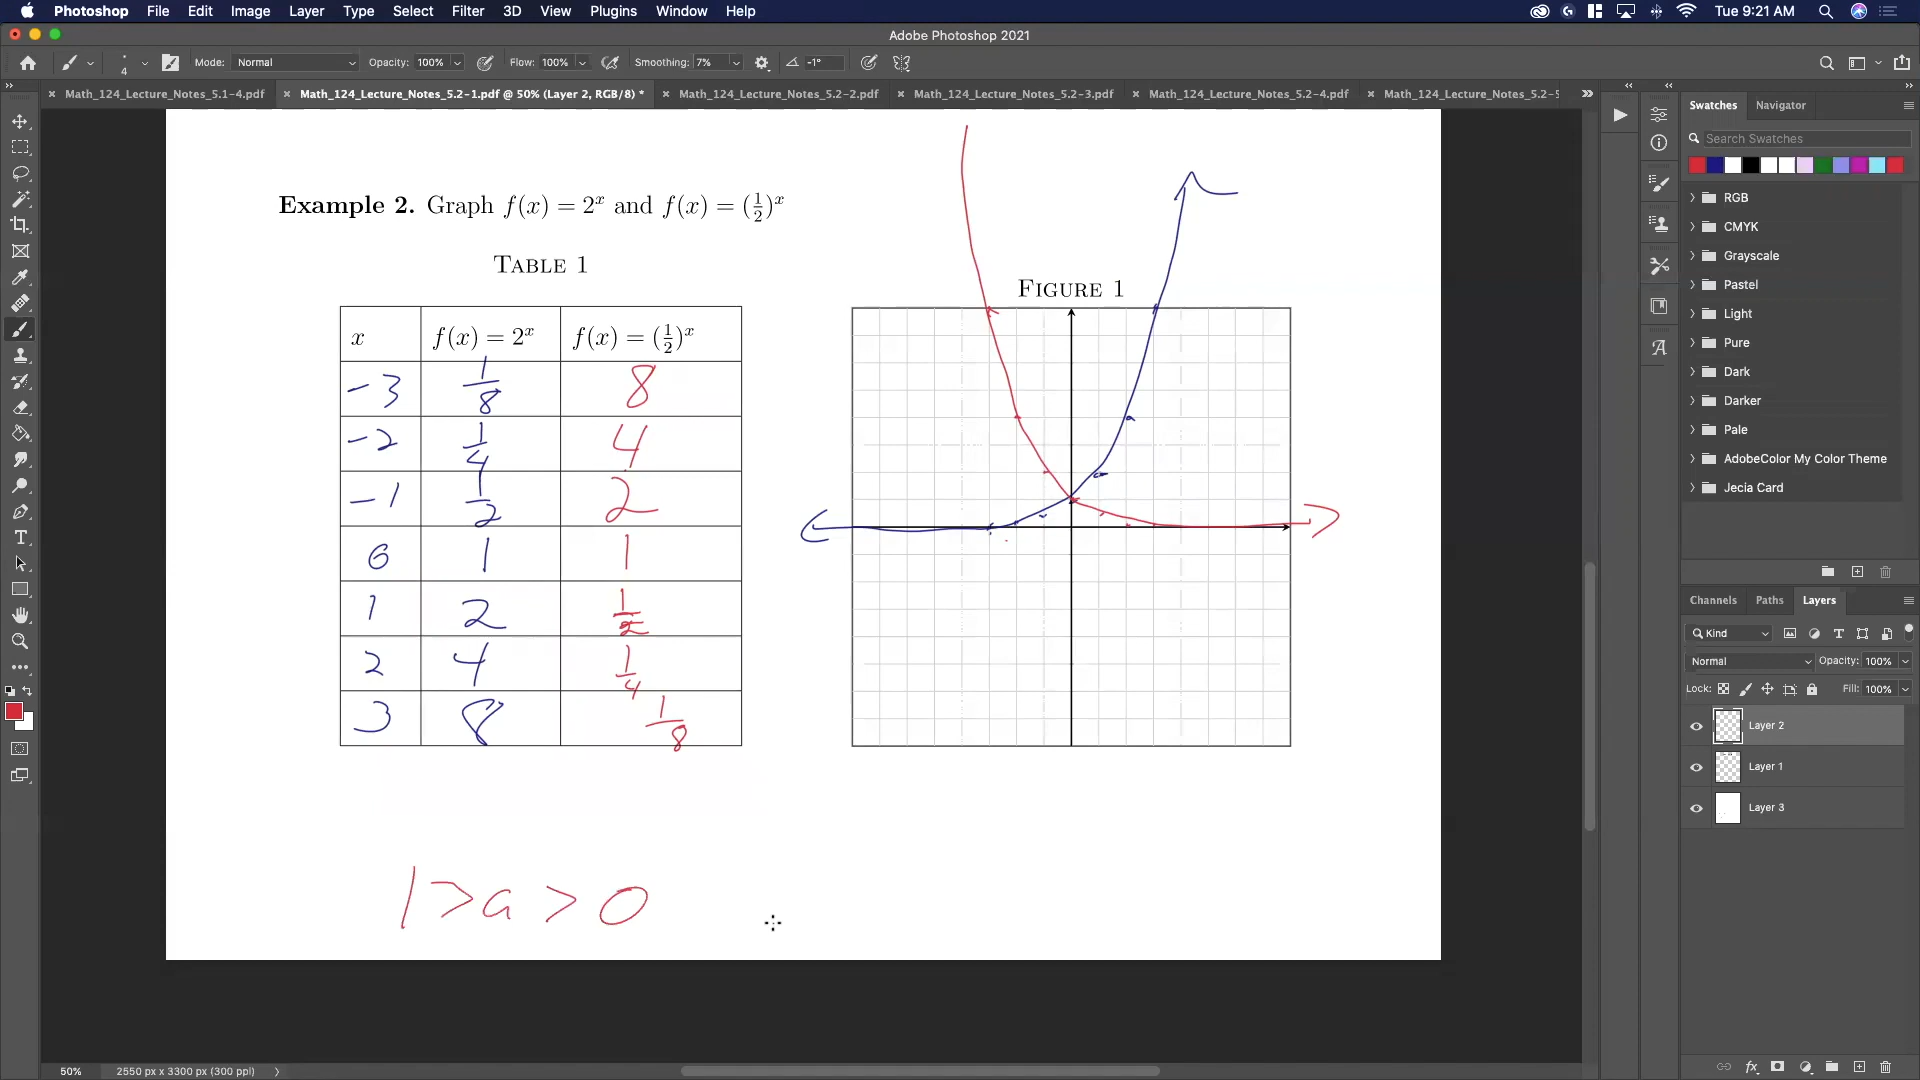 Photoshop File Edit Image Layer Type Select Filter 3D View Plugins Window Help Tue 9:21 AM
Adobe Photoshop 2021
4 Mode: Normal Opacity: 100% Flow: 100% Smoothing: 7% -1°
Math_124_Lecture_Notes_5.1-4.pdf Math_124_Lecture_Notes_5.2-1.pdf @ 50% (Layer 2, RGB/8) * Math_124_Lecture_Notes_5.2-2.pdf Math_124_Lecture_Notes_5.2-3.pdf Math_124_Lecture_Notes_5.2-4.pdf Math_124_Lecture_Notes_5.2-5
Example 2. Graph f(x) = 2^x and f(x) = (1/2)^x
TABLE 1
x f(x) = 2^x f(x) = (1/2)^x
-3 1/8 8
-2 1/4 4
-1 1/2 2
0 1 1
1 2 1/2
2 4 1/4
3 8 1/8
FIGURE 1
1 > a > 0
Swatches Navigator
Search Swatches
RGB
CMYK
Grayscale
Pastel
Light
Pure
Dark
Darker
Pale
AdobeColor My Color Theme
Jecia Card
Channels Paths Layers
Kind
Normal Opacity: 100%
Lock: Fill: 100%
Layer 2
Layer 1
Layer 3
50% 2550 px x 3300 px (300 ppi)